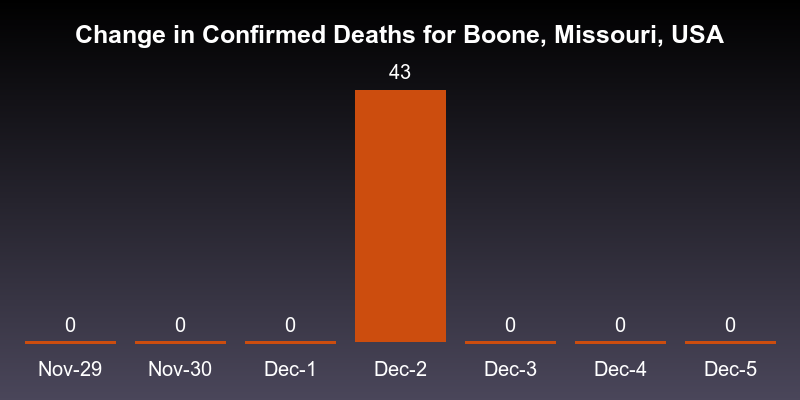 Change in Confirmed Deaths for Boone, Missouri, USA
43
0 0 0 0 0 0
Nov-29 Nov-30 Dec-1 Dec-2 Dec-3 Dec-4 Dec-5